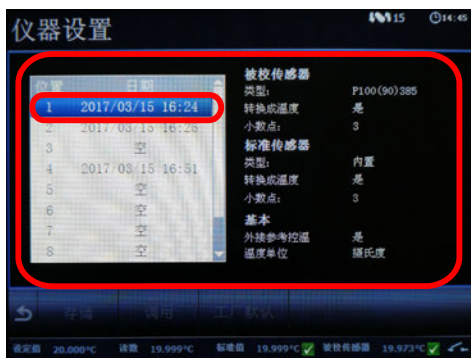 仪器设置 15 14:45
位置 日期
1 2017/03/15 16:24
2 2017/03/15 16:25
3 空
4 2017/03/15 16:51
5 空
6 空
7 空
8 空
被校传感器
类型: P100(90)385
转换成温度 是
小数点: 3
标准传感器
类型: 内置
转换成温度 是
小数点: 3
基本
外接参考控温 是
温度单位 摄氏度
存储 调用 工厂默认
设定值 20.000°C 读数 19.999°C 标准值 19.999°C 被校传感器 19.973°C